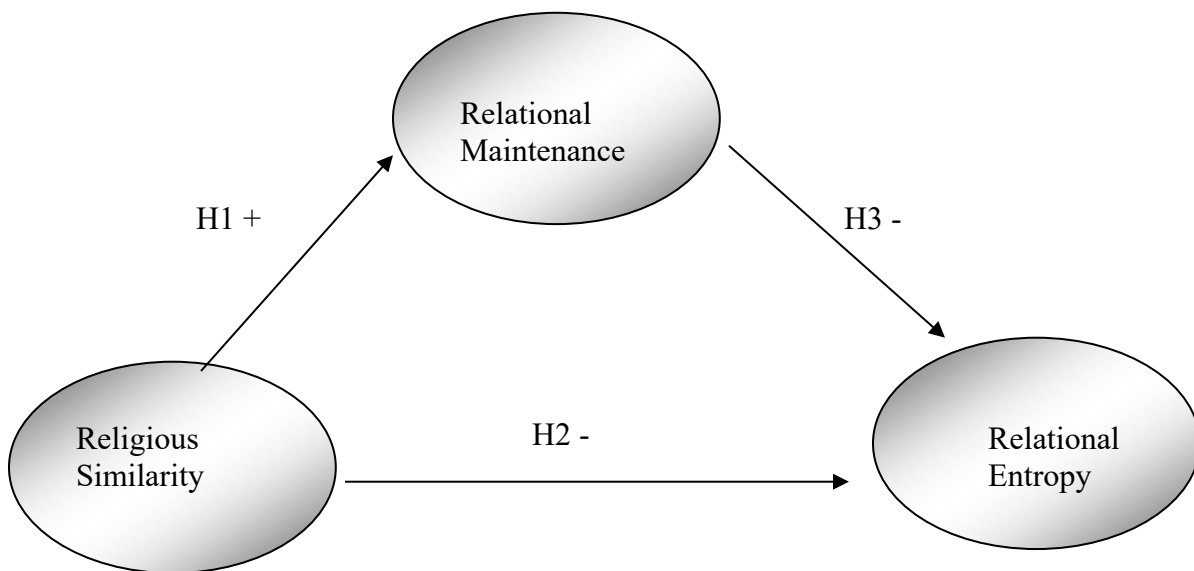 Relational
Maintenance
H1 +
H3 -
Religious
Similarity
H2 -
Relational
Entropy